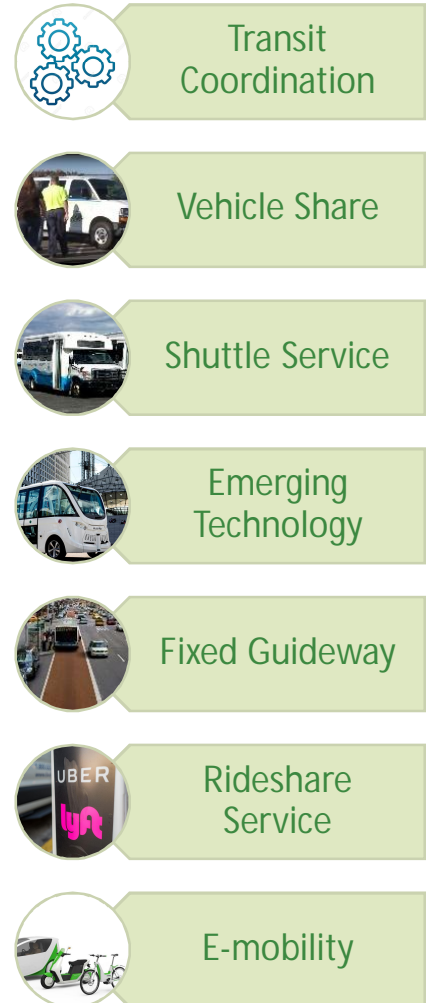 Transit
Coordination
Vehicle Share
Shuttle Service
Emerging
Technology
Fixed Guideway
UBER
lyft
Rideshare
Service
E-mobility